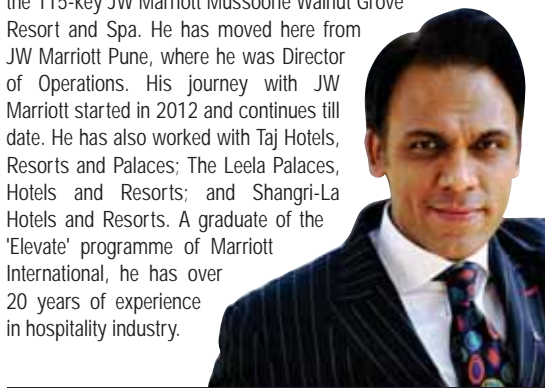 the 115-key JW Marriott Mussoorie Walnut Grove
Resort and Spa. He has moved here from
JW Marriott Pune, where he was Director
of Operations. His journey with JW
Marriott started in 2012 and continues till
date. He has also worked with Taj Hotels,
Resorts and Palaces; The Leela Palaces,
Hotels and Resorts; and Shangri-La
Hotels and Resorts. A graduate of the
'Elevate' programme of Marriott
International, he has over
20 years of experience
in hospitality industry.